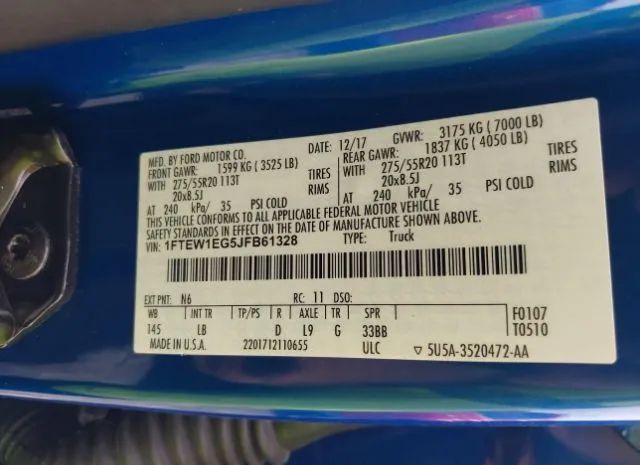 MFD. BY FORD MOTOR CO. DATE: 12/17 GVWR: 3175 KG ( 7000 LB)
FRONT GAWR: 1599 KG ( 3525 LB) REAR GAWR: 1837 KG ( 4050 LB)
WITH 275/55R20 113T TIRES WITH 275/55R20 113T TIRES
20x8.5J RIMS 20x8.5J RIMS
AT 240 kPa/ 35 PSI COLD AT 240 kPa/ 35 PSI COLD
THIS VEHICLE CONFORMS TO ALL APPLICABLE FEDERAL MOTOR VEHICLE
SAFETY STANDARDS IN EFFECT ON THE DATE OF MANUFACTURE SHOWN ABOVE.
VIN: 1FTEW1EG5JFB61328 TYPE: Truck
EXT PNT: N6 RC: 11 DSO:
WB INT TR TP/PS R AXLE TR SPR F0107
145 LB D L9 G 33BB T0510
MADE IN U.S.A. 2201712110655 ULC ▽ 5U5A-3520472-AA